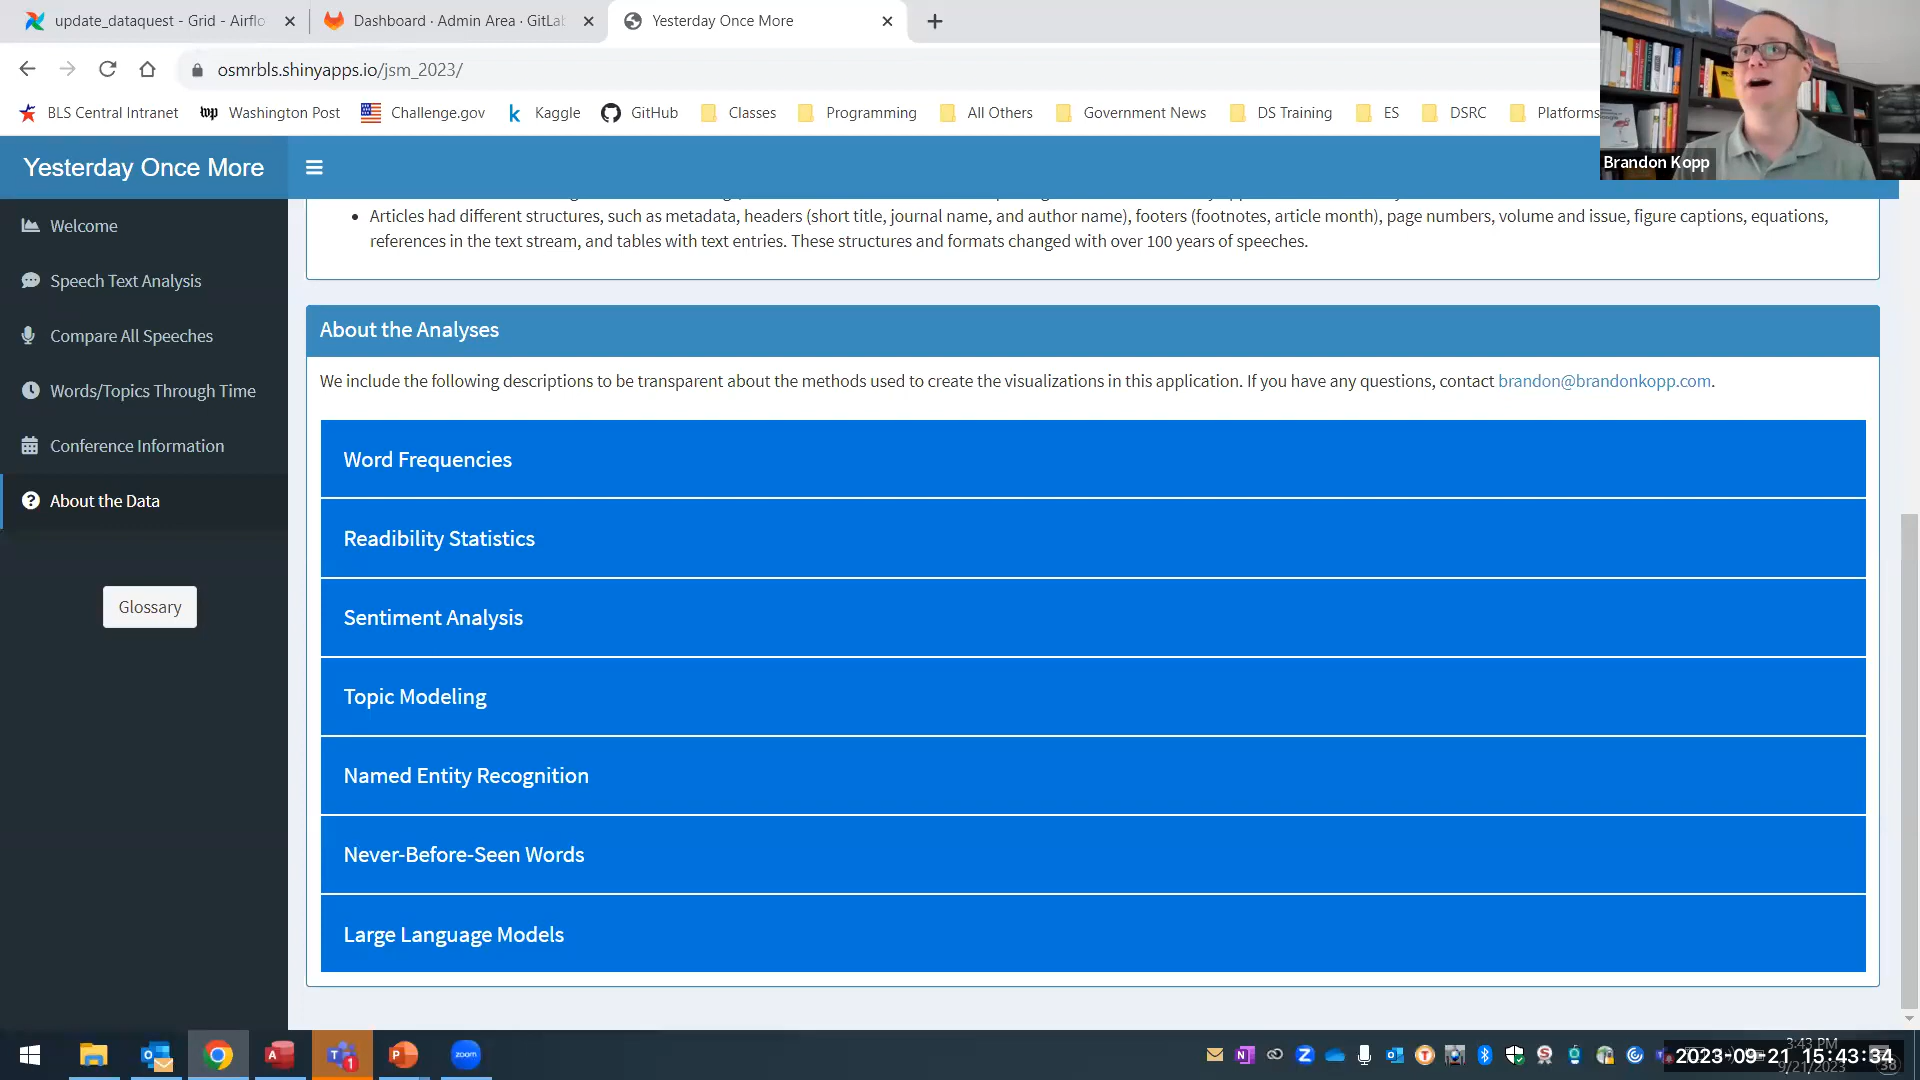 update_dataquest - Grid - Airflo
Dashboard · Admin Area · GitLab
Yesterday Once More
osmrbls.shinyapps.io/jsm_2023/
BLS Central Intranet
Washington Post
Challenge.gov
Kaggle
GitHub
Classes
Programming
All Others
Government News
DS Training
ES
DSRC
Platforms
Brandon Kopp
Yesterday Once More
Welcome
Speech Text Analysis
Compare All Speeches
Words/Topics Through Time
Conference Information
About the Data
Glossary
• Articles had different structures, such as metadata, headers (short title, journal name, and author name), footers (footnotes, article month), page numbers, volume and issue, figure captions, equations,
references in the text stream, and tables with text entries. These structures and formats changed with over 100 years of speeches.
About the Analyses
We include the following descriptions to be transparent about the methods used to create the visualizations in this application. If you have any questions, contact brandon@brandonkopp.com.
Word Frequencies
Readibility Statistics
Sentiment Analysis
Topic Modeling
Named Entity Recognition
Never-Before-Seen Words
Large Language Models
zoom
3:43 PM
2023-09-21 15:43:34
9/21/2023
38